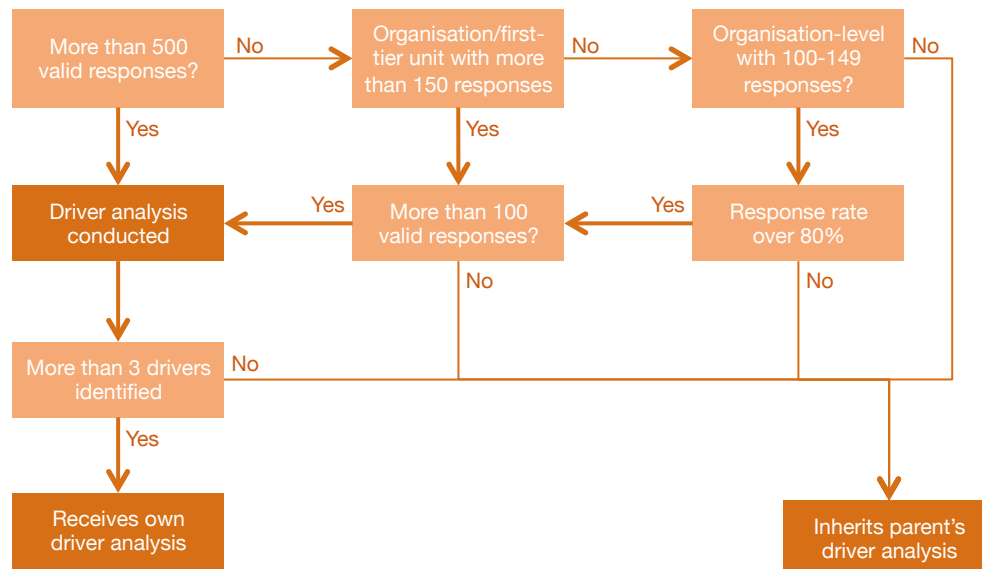 More than 500
valid responses?
No
Organisation/first-
tier unit with more
than 150 responses
No
Organisation-level
with 100-149
responses?
No
Yes
Yes
Yes
Driver analysis
conducted
Yes
More than 100
valid responses?
Yes
Response rate
over 80%
No
No
More than 3 drivers
identified
No
Yes
Receives own
driver analysis
Inherits parent's
driver analysis